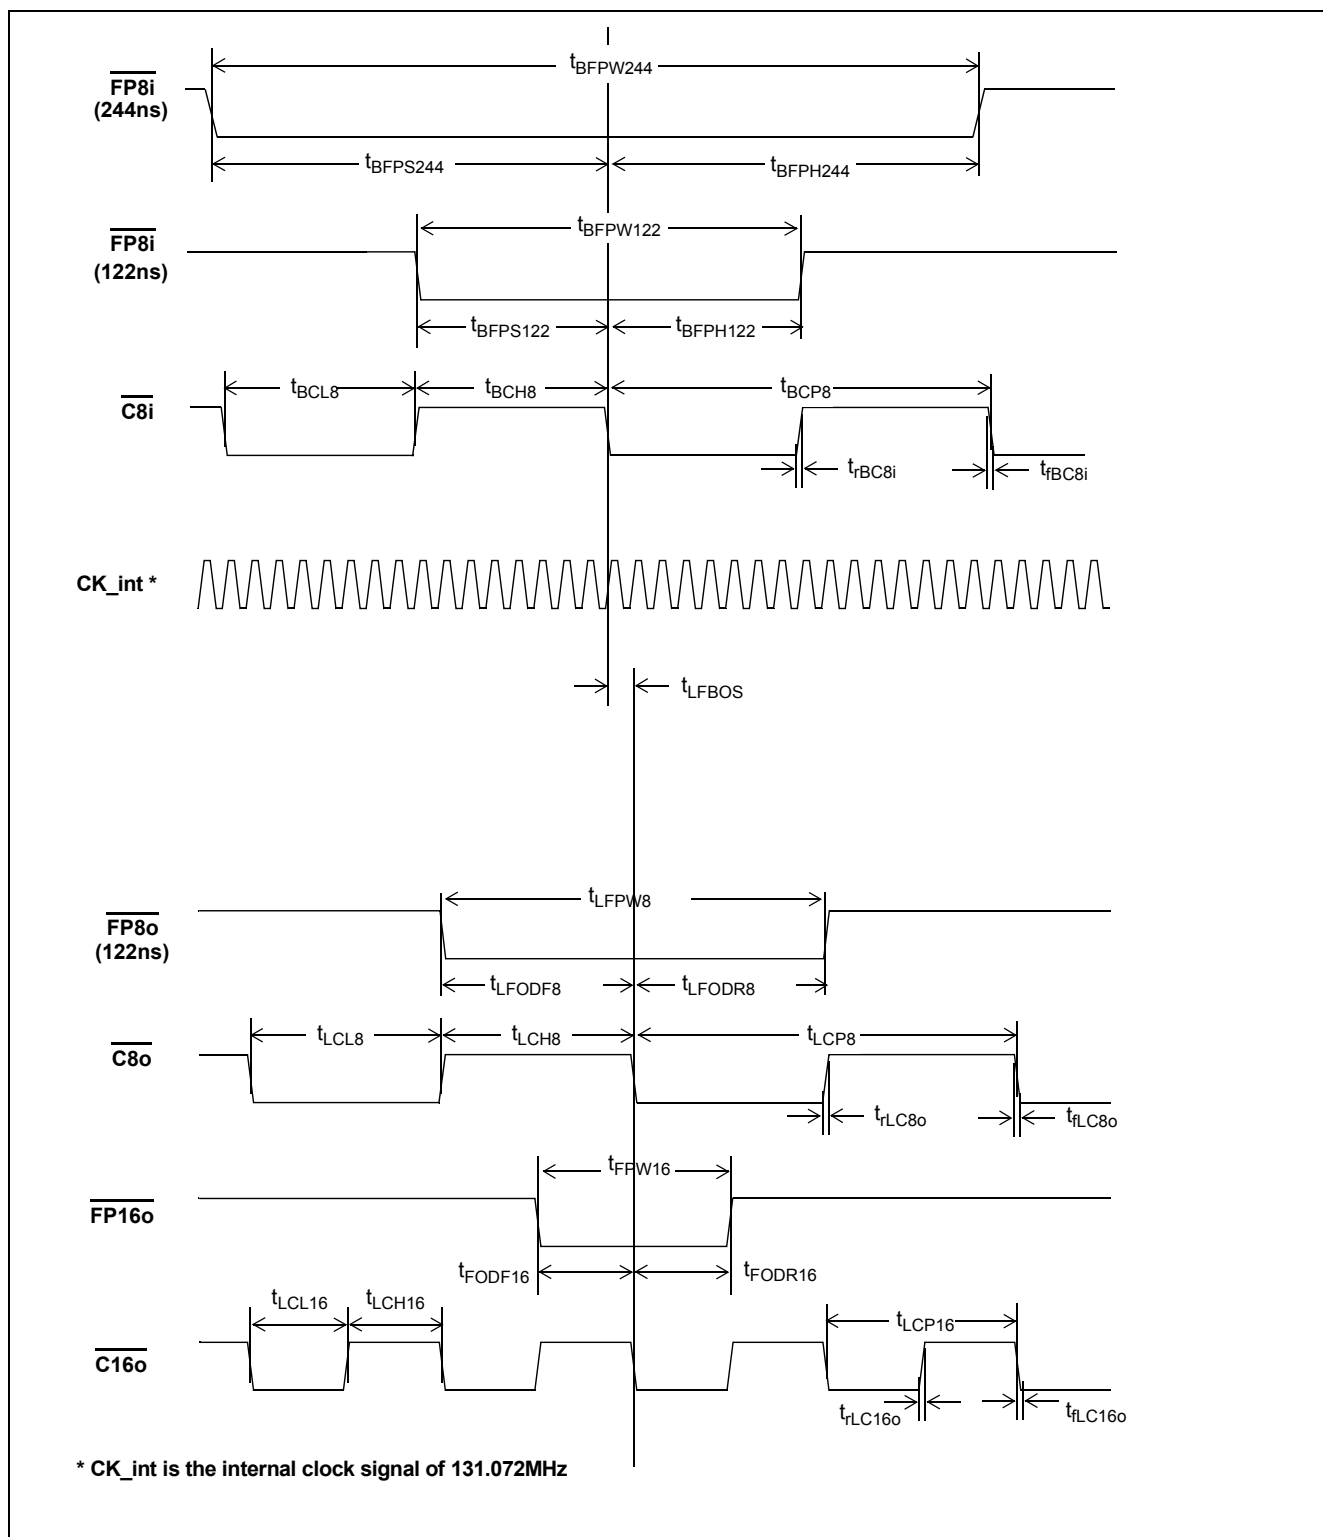 tBFPW244
FP8i
(244ns)
tBFPS244
tBFPH244
tBFPW122
FP8i
(122ns)
tBFPS122
tBFPH122
tBCL8
tBCH8
tBCP8
C8i
trBC8i
tfBC8i
CK_int *
tLFBOS
tLFPW8
FP8o
(122ns)
tLFODF8
tLFODR8
tLCL8
tLCH8
tLCP8
C8o
trLC8o
tfLC8o
tFPW16
FP16o
tFODF16
tFODR16
tLCL16
tLCH16
tLCP16
C16o
trLC16o
tfLC16o
* CK_int is the internal clock signal of 131.072MHz